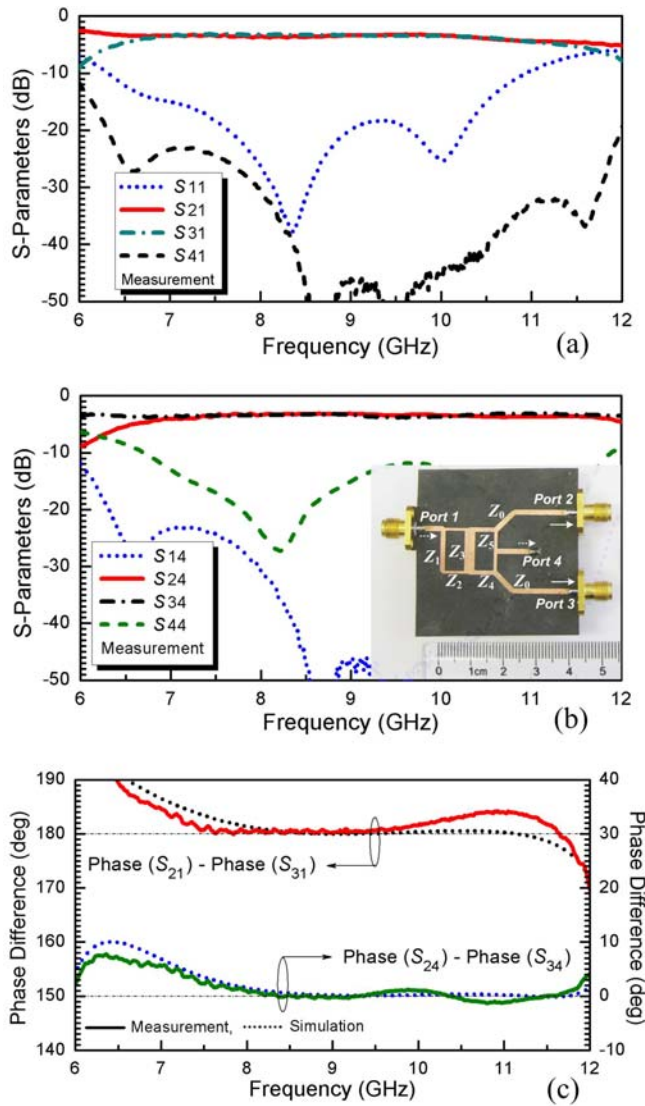 0
-10
-20
-30
-40
-50
S-Parameters (dB)
S11
S21
S31
S41
Measurement
6 7 8 9 10 11 12
Frequency (GHz)
(a)
0
-10
-20
-30
-40
-50
S-Parameters (dB)
S14
S24
S34
S44
Measurement
Port 1
Z0
Port 2
Z1
Z3
Z5
Port 4
Z2
Z4
Z0
Port 3
0 1cm 2 3 4 5
6 7 8 9 10 11 12
Frequency (GHz)
(b)
190
180
170
160
150
140
Phase Difference (deg)
40
30
20
10
0
-10
Phase Difference (deg)
Phase (S21) - Phase (S31)
Phase (S24) - Phase (S34)
Measurement, Simulation
6 7 8 9 10 11 12
Frequency (GHz)
(c)